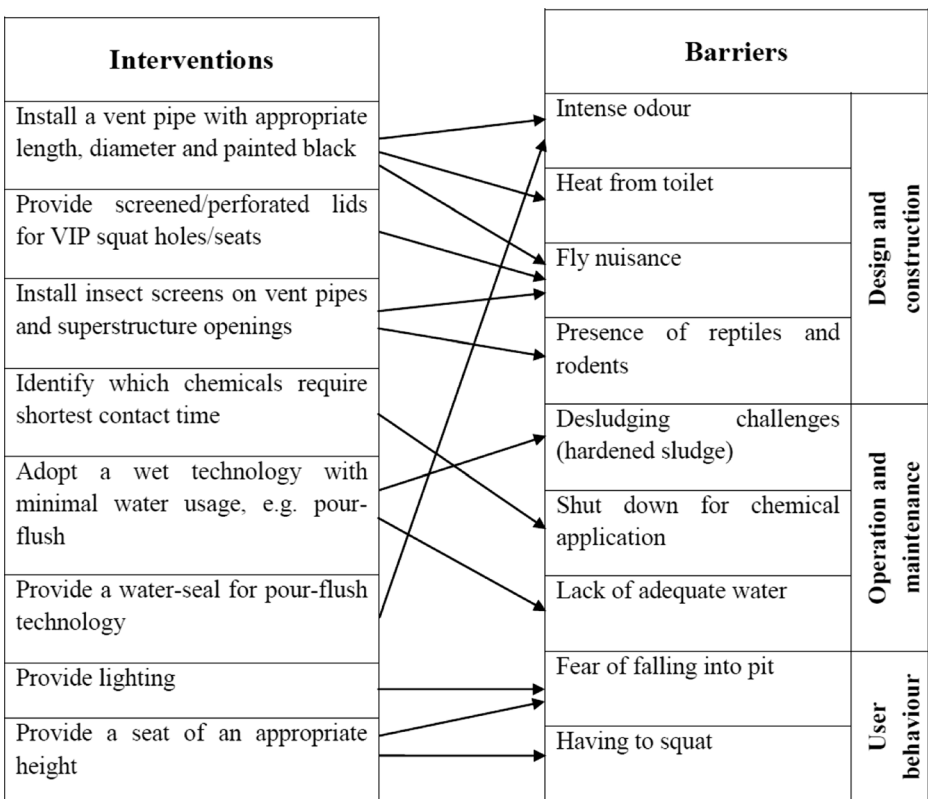 Interventions
Install a vent pipe with appropriate
length, diameter and painted black
Provide screened/perforated lids
for VIP squat holes/seats
Install insect screens on vent pipes
and superstructure openings
Identify which chemicals require
shortest contact time
Adopt a wet technology with
minimal water usage, e.g. pour-
flush
Provide a water-seal for pour-flush
technology
Provide lighting
Provide a seat of an appropriate
height
Barriers
Intense odour
Heat from toilet
Fly nuisance
Presence of reptiles and
rodents
Design and
construction
Desludging challenges
(hardened sludge)
Shut down for chemical
application
Lack of adequate water
Operation and
maintenance
Fear of falling into pit
Having to squat
User
behaviour